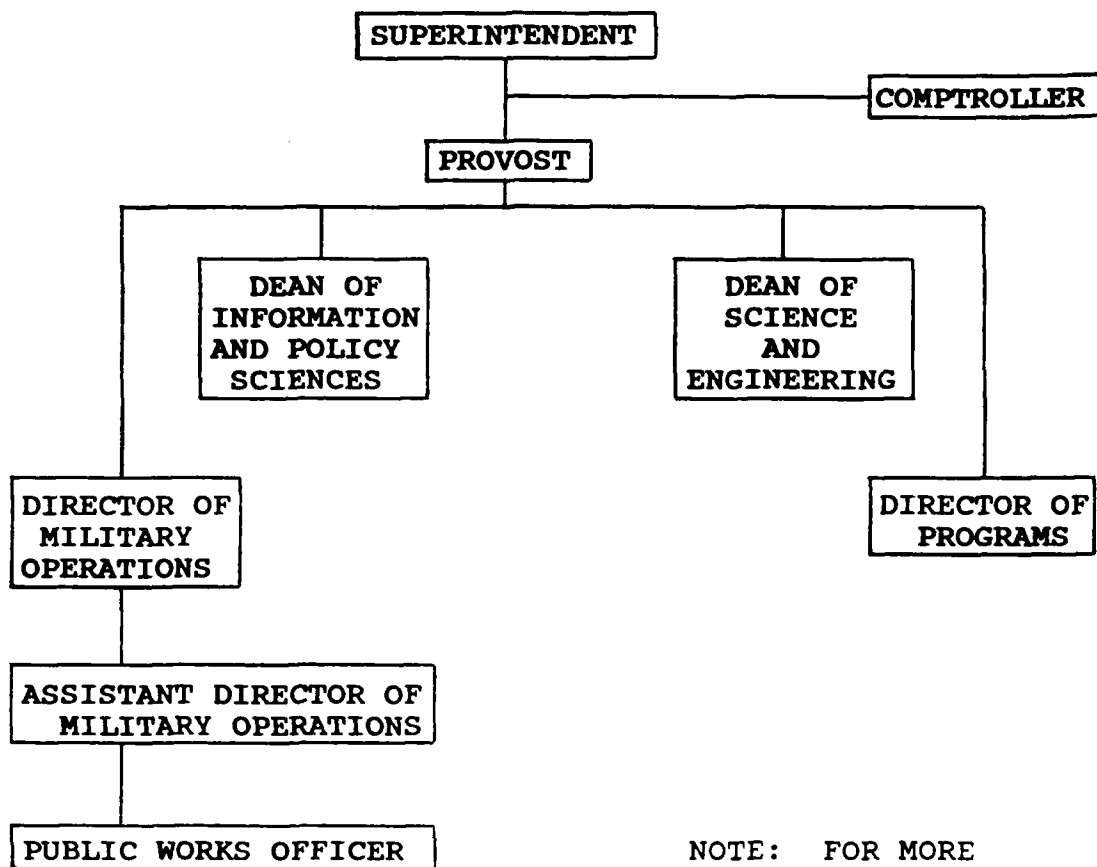 SUPERINTENDENT
COMPTROLLER
PROVOST
DEAN OF
INFORMATION
AND POLICY
SCIENCES
DEAN OF
SCIENCE
AND
ENGINEERING
DIRECTOR OF
MILITARY
OPERATIONS
DIRECTOR OF
PROGRAMS
ASSISTANT DIRECTOR OF
MILITARY OPERATIONS
PUBLIC WORKS OFFICER
NOTE: FOR MORE